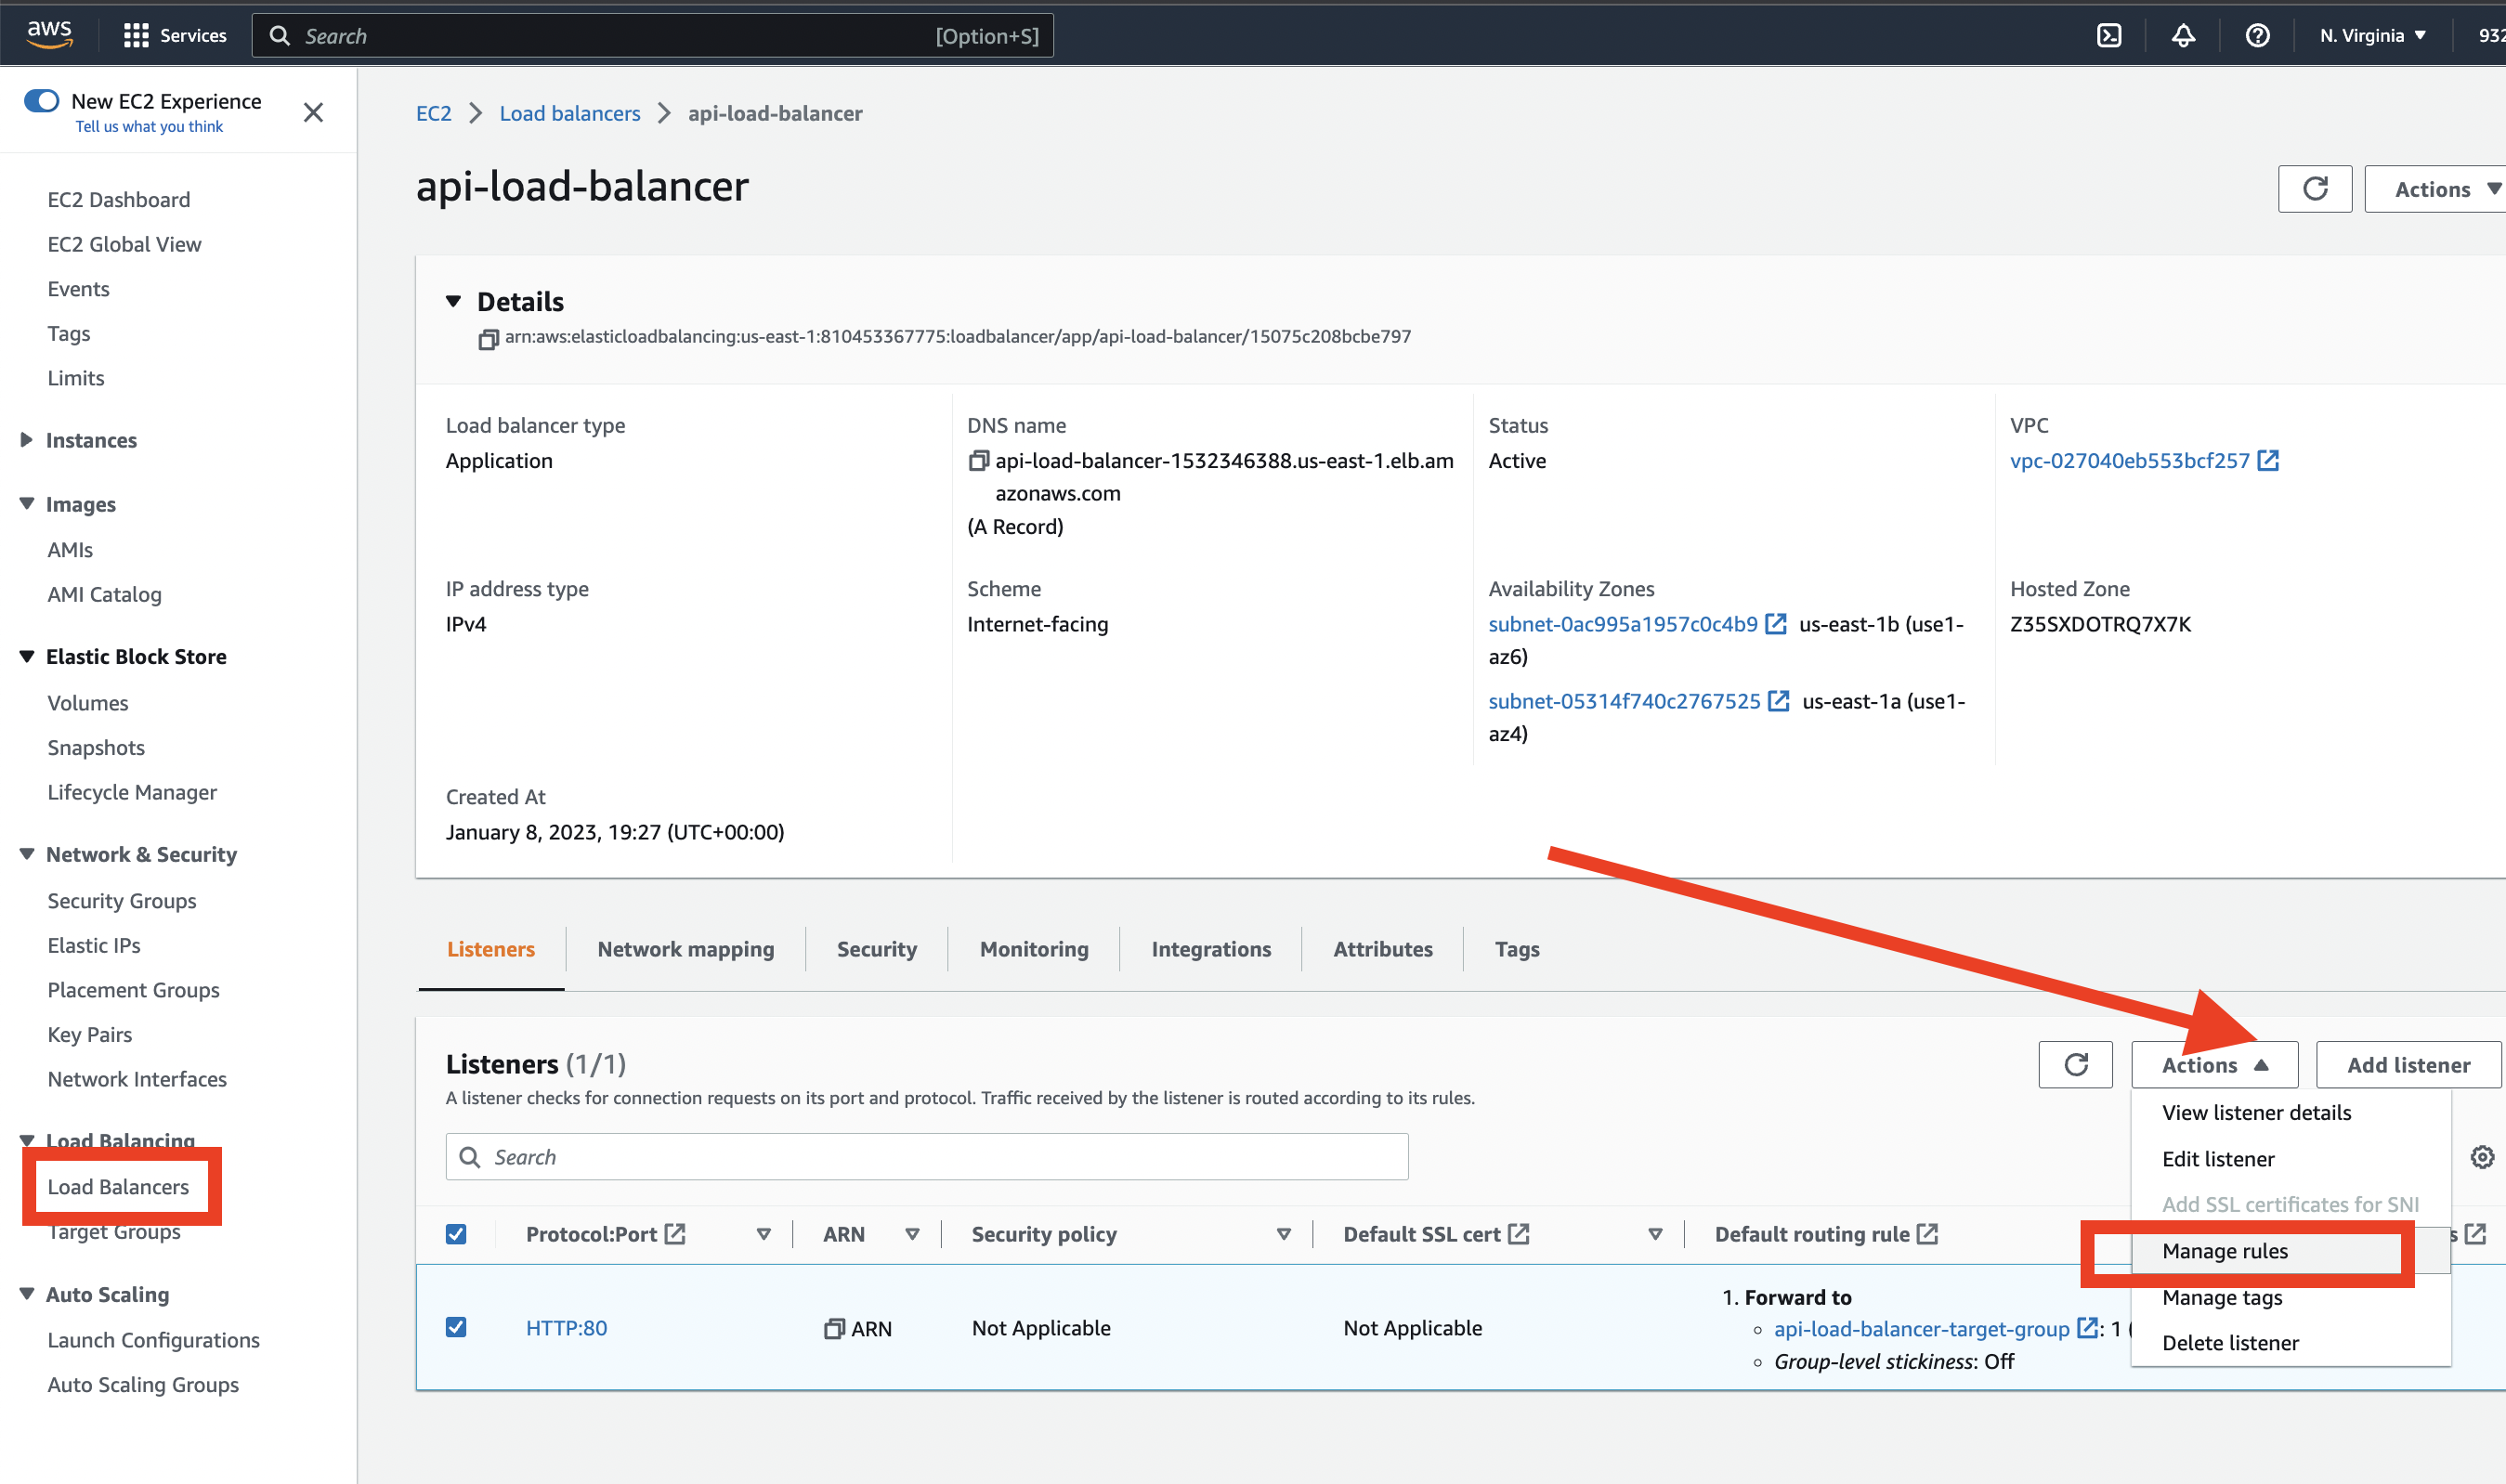 aws
Services
Search
[Option+S]
N. Virginia
932
New EC2 Experience
Tell us what you think
EC2 Dashboard
EC2 Global View
Events
Tags
Limits
Instances
Images
AMIs
AMI Catalog
Elastic Block Store
Volumes
Snapshots
Lifecycle Manager
Network & Security
Security Groups
Elastic IPs
Placement Groups
Key Pairs
Network Interfaces
Load Balancing
Load Balancers
Target Groups
Auto Scaling
Launch Configurations
Auto Scaling Groups
EC2 > Load balancers > api-load-balancer
api-load-balancer
Actions
Details
arn:aws:elasticloadbalancing:us-east-1:810453367775:loadbalancer/app/api-load-balancer/15075c208bcbe797
Load balancer type
Application
DNS name
api-load-balancer-1532346388.us-east-1.elb.am
azonaws.com
(A Record)
Status
Active
VPC
vpc-027040eb553bcf257
IP address type
IPv4
Scheme
Internet-facing
Availability Zones
subnet-0ac995a1957c0c4b9 us-east-1b (use1-
az6)
subnet-05314f740c2767525 us-east-1a (use1-
az4)
Hosted Zone
Z35SXDOTRQ7X7K
Created At
January 8, 2023, 19:27 (UTC+00:00)
Listeners
Network mapping
Security
Monitoring
Integrations
Attributes
Tags
Listeners (1/1)
A listener checks for connection requests on its port and protocol. Traffic received by the listener is routed according to its rules.
Actions
Add listener
Search
View listener details
Edit listener
Add SSL certificates for SNI
Manage rules
Manage tags
Delete listener
Protocol:Port
ARN
Security policy
Default SSL cert
Default routing rule
s
HTTP:80
ARN
Not Applicable
Not Applicable
1. Forward to
api-load-balancer-target-group : 1 (
Group-level stickiness: Off